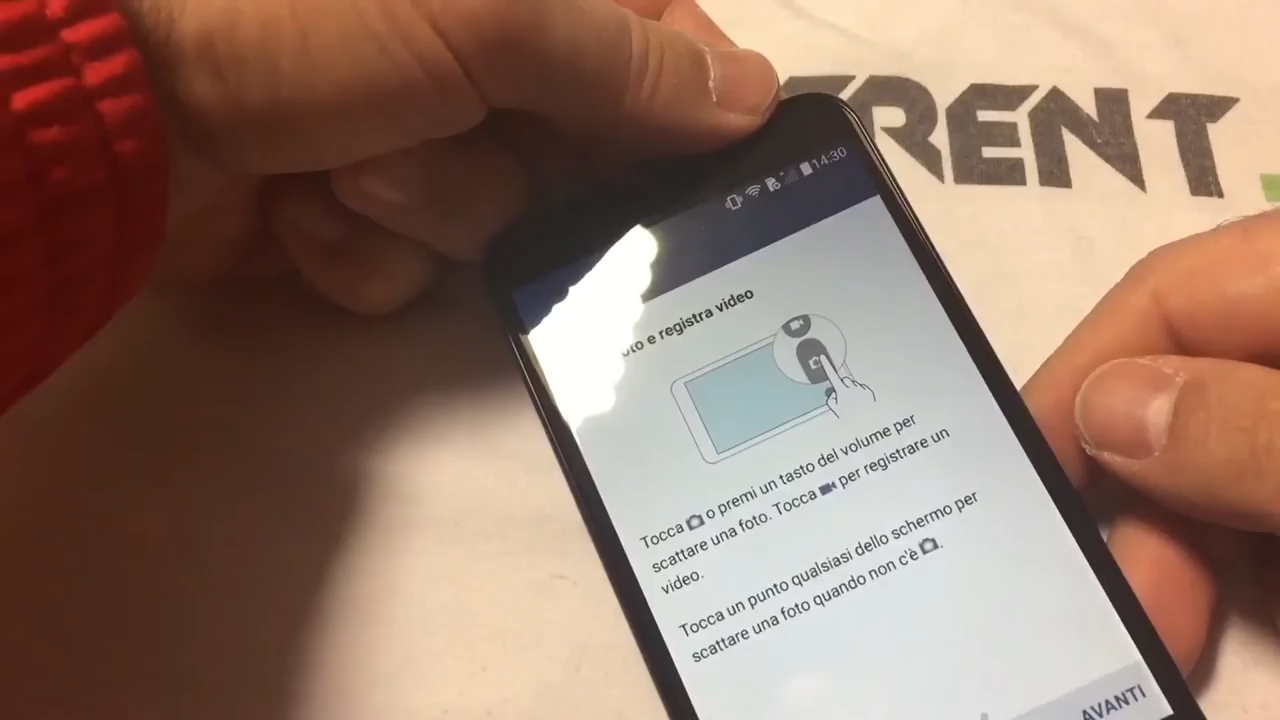 TRENT
14:30
oto e registra video
Tocca o premi un tasto del volume per
scattare una foto. Tocca per registrare un
video.
Tocca un punto qualsiasi dello schermo per
scattare una foto quando non c'è .
AVANTI